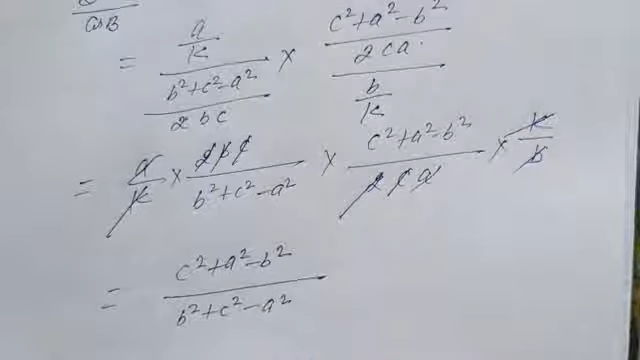 cosB
= a/k / (b²+c²-a²)/2bc × (c²+a²-b²)/2ca / b/k
= a/k × 2bc/b²+c²-a² × c²+a²-b²/2ca × k/b
= c²+a²-b²/b²+c²-a²